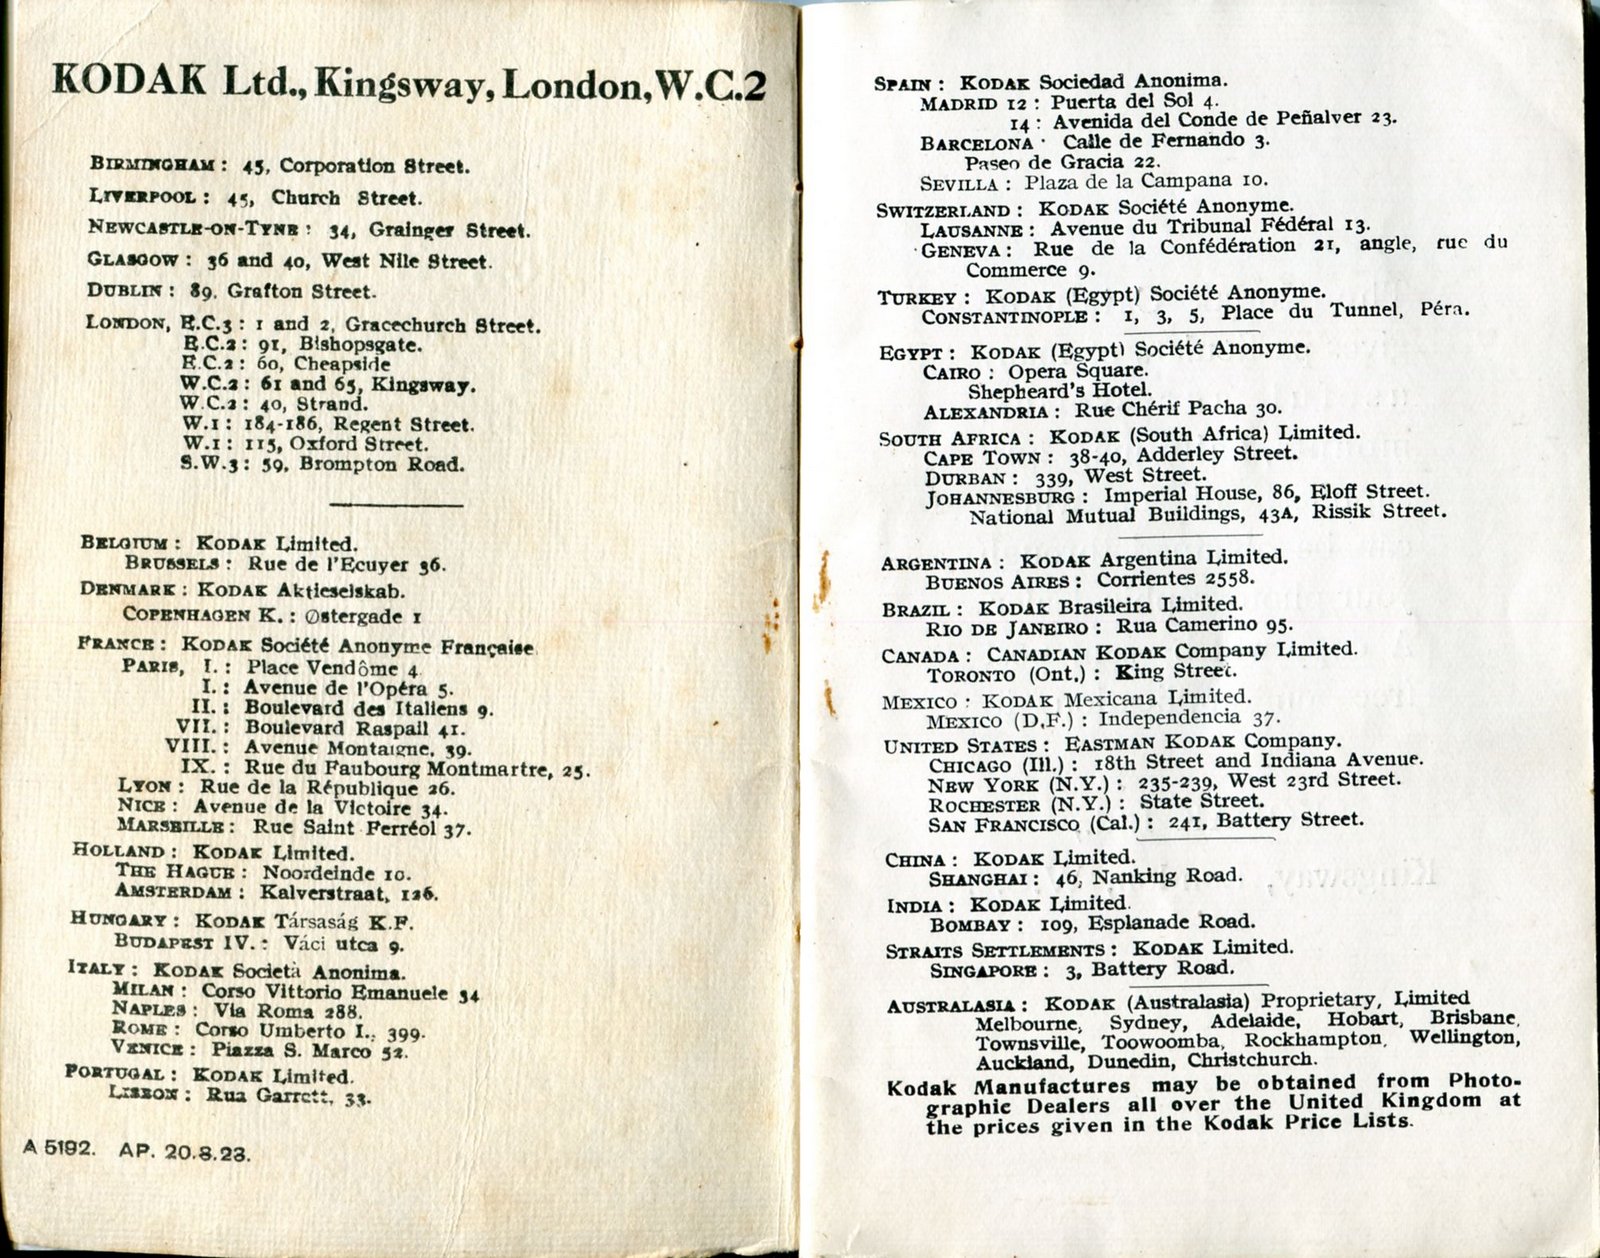 KODAK Ltd., Kingsway, London, W.C.2
BIRMINGHAM : 45, Corporation Street.
LIVERPOOL : 45, Church Street.
NEWCASTLE-ON-TYNE : 34, Grainger Street.
GLASGOW : 36 and 40, West Nile Street.
DUBLIN : 89, Grafton Street.
LONDON, E.C.3 : 1 and 2, Gracechurch Street.
E.C.2 : 91, Bishopsgate.
E.C.2 : 60, Cheapside
W.C.2 : 61 and 65, Kingsway.
W.C.2 : 40, Strand.
W.1 : 184-186, Regent Street.
W.1 : 115, Oxford Street.
S.W.3 : 59, Brompton Road.
BELGIUM : KODAK Limited.
BRUSSELS : Rue de l'Ecuyer 36.
DENMARK : KODAK Aktieselskab.
COPENHAGEN K. : Østergade 1
FRANCE : KODAK Société Anonyme Française
PARIS, I. : Place Vendôme 4
I. : Avenue de l'Opéra 5.
II. : Boulevard des Italiens 9.
VII. : Boulevard Raspail 41.
VIII. : Avenue Montaigne, 39.
IX. : Rue du Faubourg Montmartre, 25.
LYON : Rue de la République 26.
NICE : Avenue de la Victoire 34.
MARSEILLE : Rue Saint Ferréol 37.
HOLLAND : KODAK Limited.
THE HAGUE : Noordeinde 10.
AMSTERDAM : Kalverstraat, 126.
HUNGARY : KODAK Társaság K.F.
BUDAPEST IV. : Váci utca 9.
ITALY : KODAK Società Anonima.
MILAN : Corso Vittorio Emanuele 34
NAPLES : Via Roma 288.
ROME : Corso Umberto I., 399.
VENICE : Piazza S. Marco 52.
PORTUGAL : KODAK Limited.
LISBON : Rua Garrett, 33.
A 5192. AP. 20.8.23.
SPAIN : KODAK Sociedad Anonima.
MADRID 12 : Puerta del Sol 4.
14 : Avenida del Conde de Peñalver 23.
BARCELONA · Calle de Fernando 3.
Paseo de Gracia 22.
SEVILLA : Plaza de la Campana 10.
SWITZERLAND : KODAK Société Anonyme.
LAUSANNE : Avenue du Tribunal Fédéral 13.
GENEVA : Rue de la Confédération 21, angle, rue du
Commerce 9.
TURKEY : KODAK (Egypt) Société Anonyme.
CONSTANTINOPLE : 1, 3, 5, Place du Tunnel, Péra.
EGYPT : KODAK (Egypt) Société Anonyme.
CAIRO : Opera Square.
Shepheard's Hotel.
ALEXANDRIA : Rue Chérif Pacha 30.
SOUTH AFRICA : KODAK (South Africa) Limited.
CAPE TOWN : 38-40, Adderley Street.
DURBAN : 339, West Street.
JOHANNESBURG : Imperial House, 86, Eloff Street.
National Mutual Buildings, 43A, Rissik Street.
ARGENTINA : KODAK Argentina Limited.
BUENOS AIRES : Corrientes 2558.
BRAZIL : KODAK Brasileira Limited.
RIO DE JANEIRO : Rua Camerino 95.
CANADA : CANADIAN KODAK Company Limited.
TORONTO (Ont.) : King Street.
MEXICO : KODAK Mexicana Limited.
MEXICO (D.F.) : Independencia 37.
UNITED STATES : EASTMAN KODAK Company.
CHICAGO (Ill.) : 18th Street and Indiana Avenue.
NEW YORK (N.Y.) : 235-239, West 23rd Street.
ROCHESTER (N.Y.) : State Street.
SAN FRANCISCO (Cal.) : 241, Battery Street.
CHINA : KODAK Limited.
SHANGHAI : 46, Nanking Road.
INDIA : KODAK Limited.
BOMBAY : 109, Esplanade Road.
STRAITS SETTLEMENTS : KODAK Limited.
SINGAPORE : 3, Battery Road.
AUSTRALASIA : KODAK (Australasia) Proprietary, Limited
Melbourne, Sydney, Adelaide, Hobart, Brisbane,
Townsville, Toowoomba, Rockhampton, Wellington,
Auckland, Dunedin, Christchurch.
Kodak Manufactures may be obtained from Photo-
graphic Dealers all over the United Kingdom at
the prices given in the Kodak Price Lists.